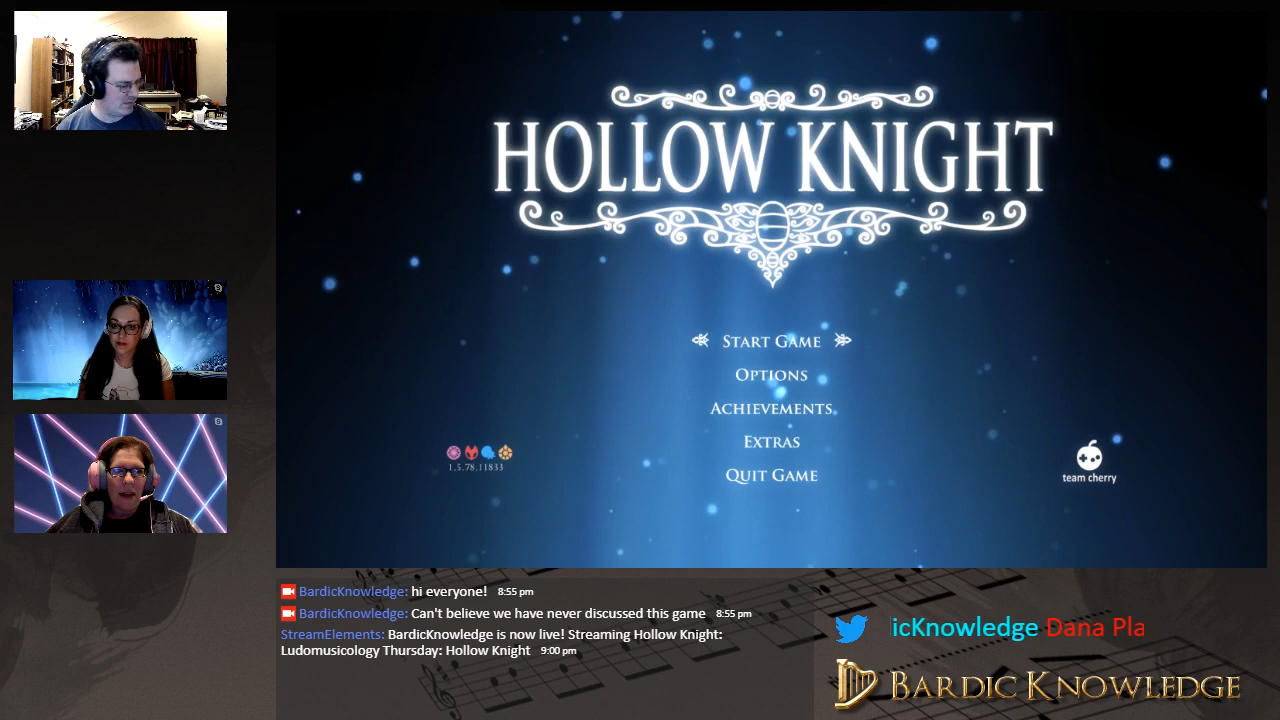 HOLLOW KNIGHT
START GAME
OPTIONS
ACHIEVEMENTS
EXTRAS
QUIT GAME
1.5.78.11833
team cherry
BardicKnowledge: hi everyone! 8:55 pm
BardicKnowledge: Can't believe we have never discussed this game 8:55 pm
StreamElements: BardicKnowledge is now live! Streaming Hollow Knight:
Ludomusicology Thursday: Hollow Knight 9:00 pm
icKnowledge Dana Pla
BARDIC KNOWLEDGE